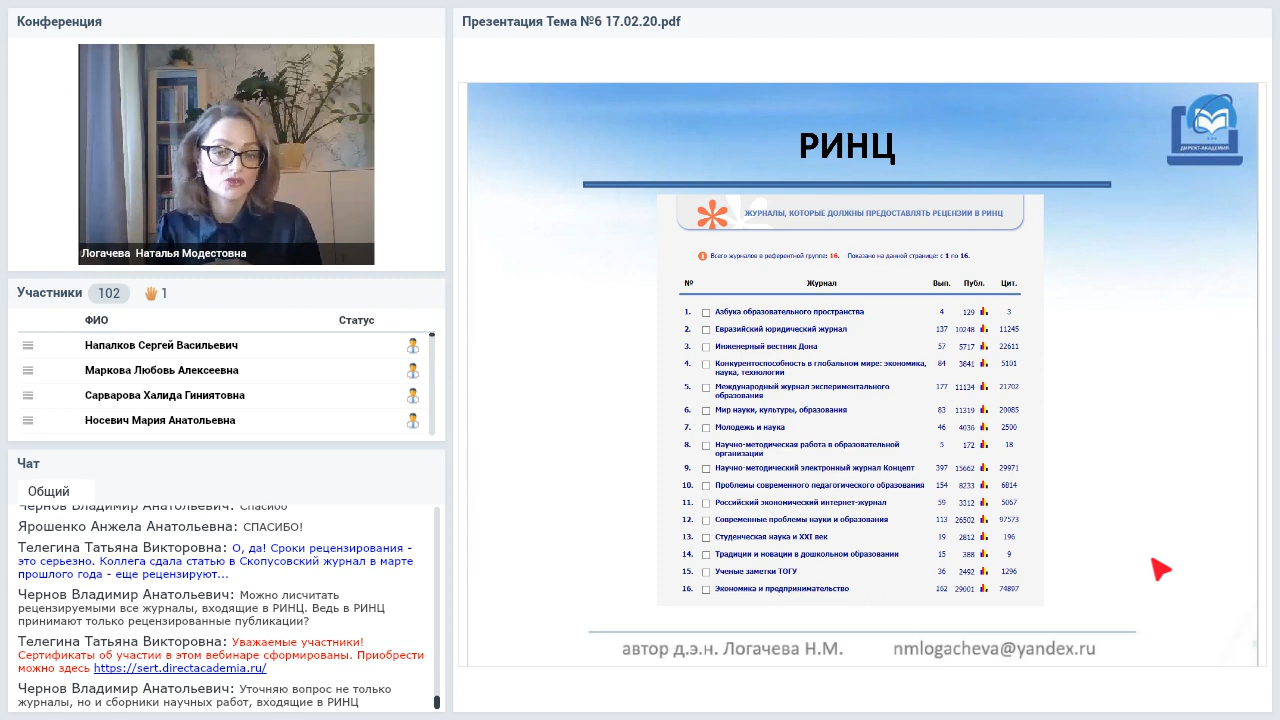 Конференция
Логачева Наталья Модестовна
Участники 102 1
ФИО Статус
Напалков Сергей Васильевич
Маркова Любовь Алексеевна
Сарварова Халида Гиниятовна
Носевич Мария Анатольевна
Чат
Общий
Чернов Владимир Анатольевич: Спасибо
Ярошенко Анжела Анатольевна: СПАСИБО!
Телегина Татьяна Викторовна: О, да! Сроки рецензирования -
это серьезно. Коллега сдала статью в Скопусовский журнал в марте
прошлого года - еще рецензируют...
Чернов Владимир Анатольевич: Можно лисчитать
рецензируемыми все журналы, входящие в РИНЦ. Ведь в РИНЦ
принимают только рецензированные публикации?
Телегина Татьяна Викторовна: Уважаемые участники!
Сертификаты об участии в этом вебинаре сформированы. Приобрести
можно здесь https://sert.directacademia.ru/
Чернов Владимир Анатольевич: Уточняю вопрос не только
журналы, но и сборники научных работ, входящие в РИНЦ
Презентация Тема №6 17.02.20.pdf
ДИРЕКТ-АКАДЕМИЯ
РИНЦ
ЖУРНАЛЫ, КОТОРЫЕ ДОЛЖНЫ ПРЕДОСТАВЛЯТЬ РЕЦЕНЗИИ В РИНЦ
Всего журналов в референтной группе: 16. Показано на данной странице: с 1 по 16.
№ Журнал Вып. Публ. Цит.
1. Азбука образовательного пространства 4 129 3
2. Евразийский юридический журнал 137 10248 11245
3. Инженерный вестник Дона 57 5717 22611
4. Конкурентоспособность в глобальном мире: экономика, 84 3841 5101
наука, технологии
5. Международный журнал экспериментального 177 11134 21702
образования
6. Мир науки, культуры, образования 83 11319 20085
7. Молодежь и наука 46 4036 2500
8. Научно-методическая работа в образовательной 5 172 18
организации
9. Научно-методический электронный журнал Концепт 397 15662 29971
10. Проблемы современного педагогического образования 154 8233 6814
11. Российский экономический интернет-журнал 59 3312 5067
12. Современные проблемы науки и образования 113 26502 97573
13. Студенческая наука и XXI век 19 2812 196
14. Традиции и новации в дошкольном образовании 15 388 9
15. Ученые заметки ТОГУ 36 2492 1296
16. Экономика и предпринимательство 162 29001 74897
автор д.э.н. Логачева Н.М. nmlogacheva@yandex.ru